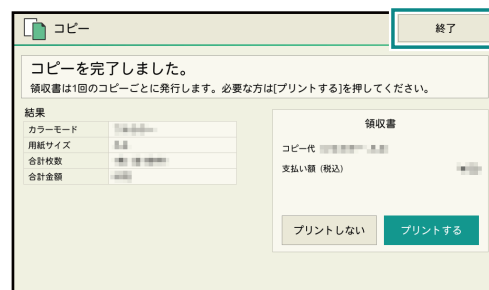 コピー
終了
コピーを完了しました。
領収書は1回のコピーごとに発行します。必要な方は[プリントする]を押してください。
結果
カラーモード
用紙サイズ
合計枚数
合計金額
領収書
コピー代
支払い額（税込）
プリントしない
プリントする